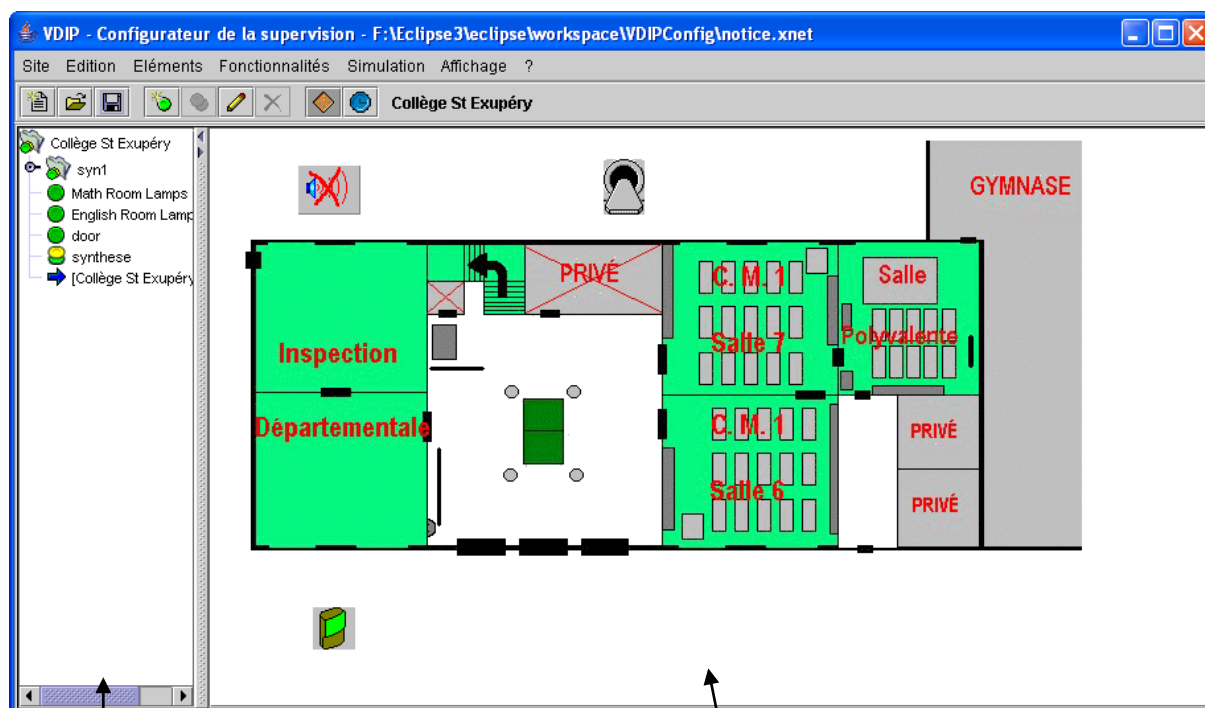 VDIP - Configurateur de la supervision - F:\Eclipse3\eclipse\workspace\VDIPConfig\notice.xnet
Site Edition Eléments Fonctionnalités Simulation Affichage ?
Collège St Exupéry
Collège St Exupéry
syn1
Math Room Lamps
English Room Lamp
door
synthese
[Collège St Exupéry
GYMNASE
PRIVÉ
C. M. 1
Salle
Salle 7
Polyvalente
Inspection
Départementale
C. M. 1
PRIVÉ
Salle 6
PRIVÉ